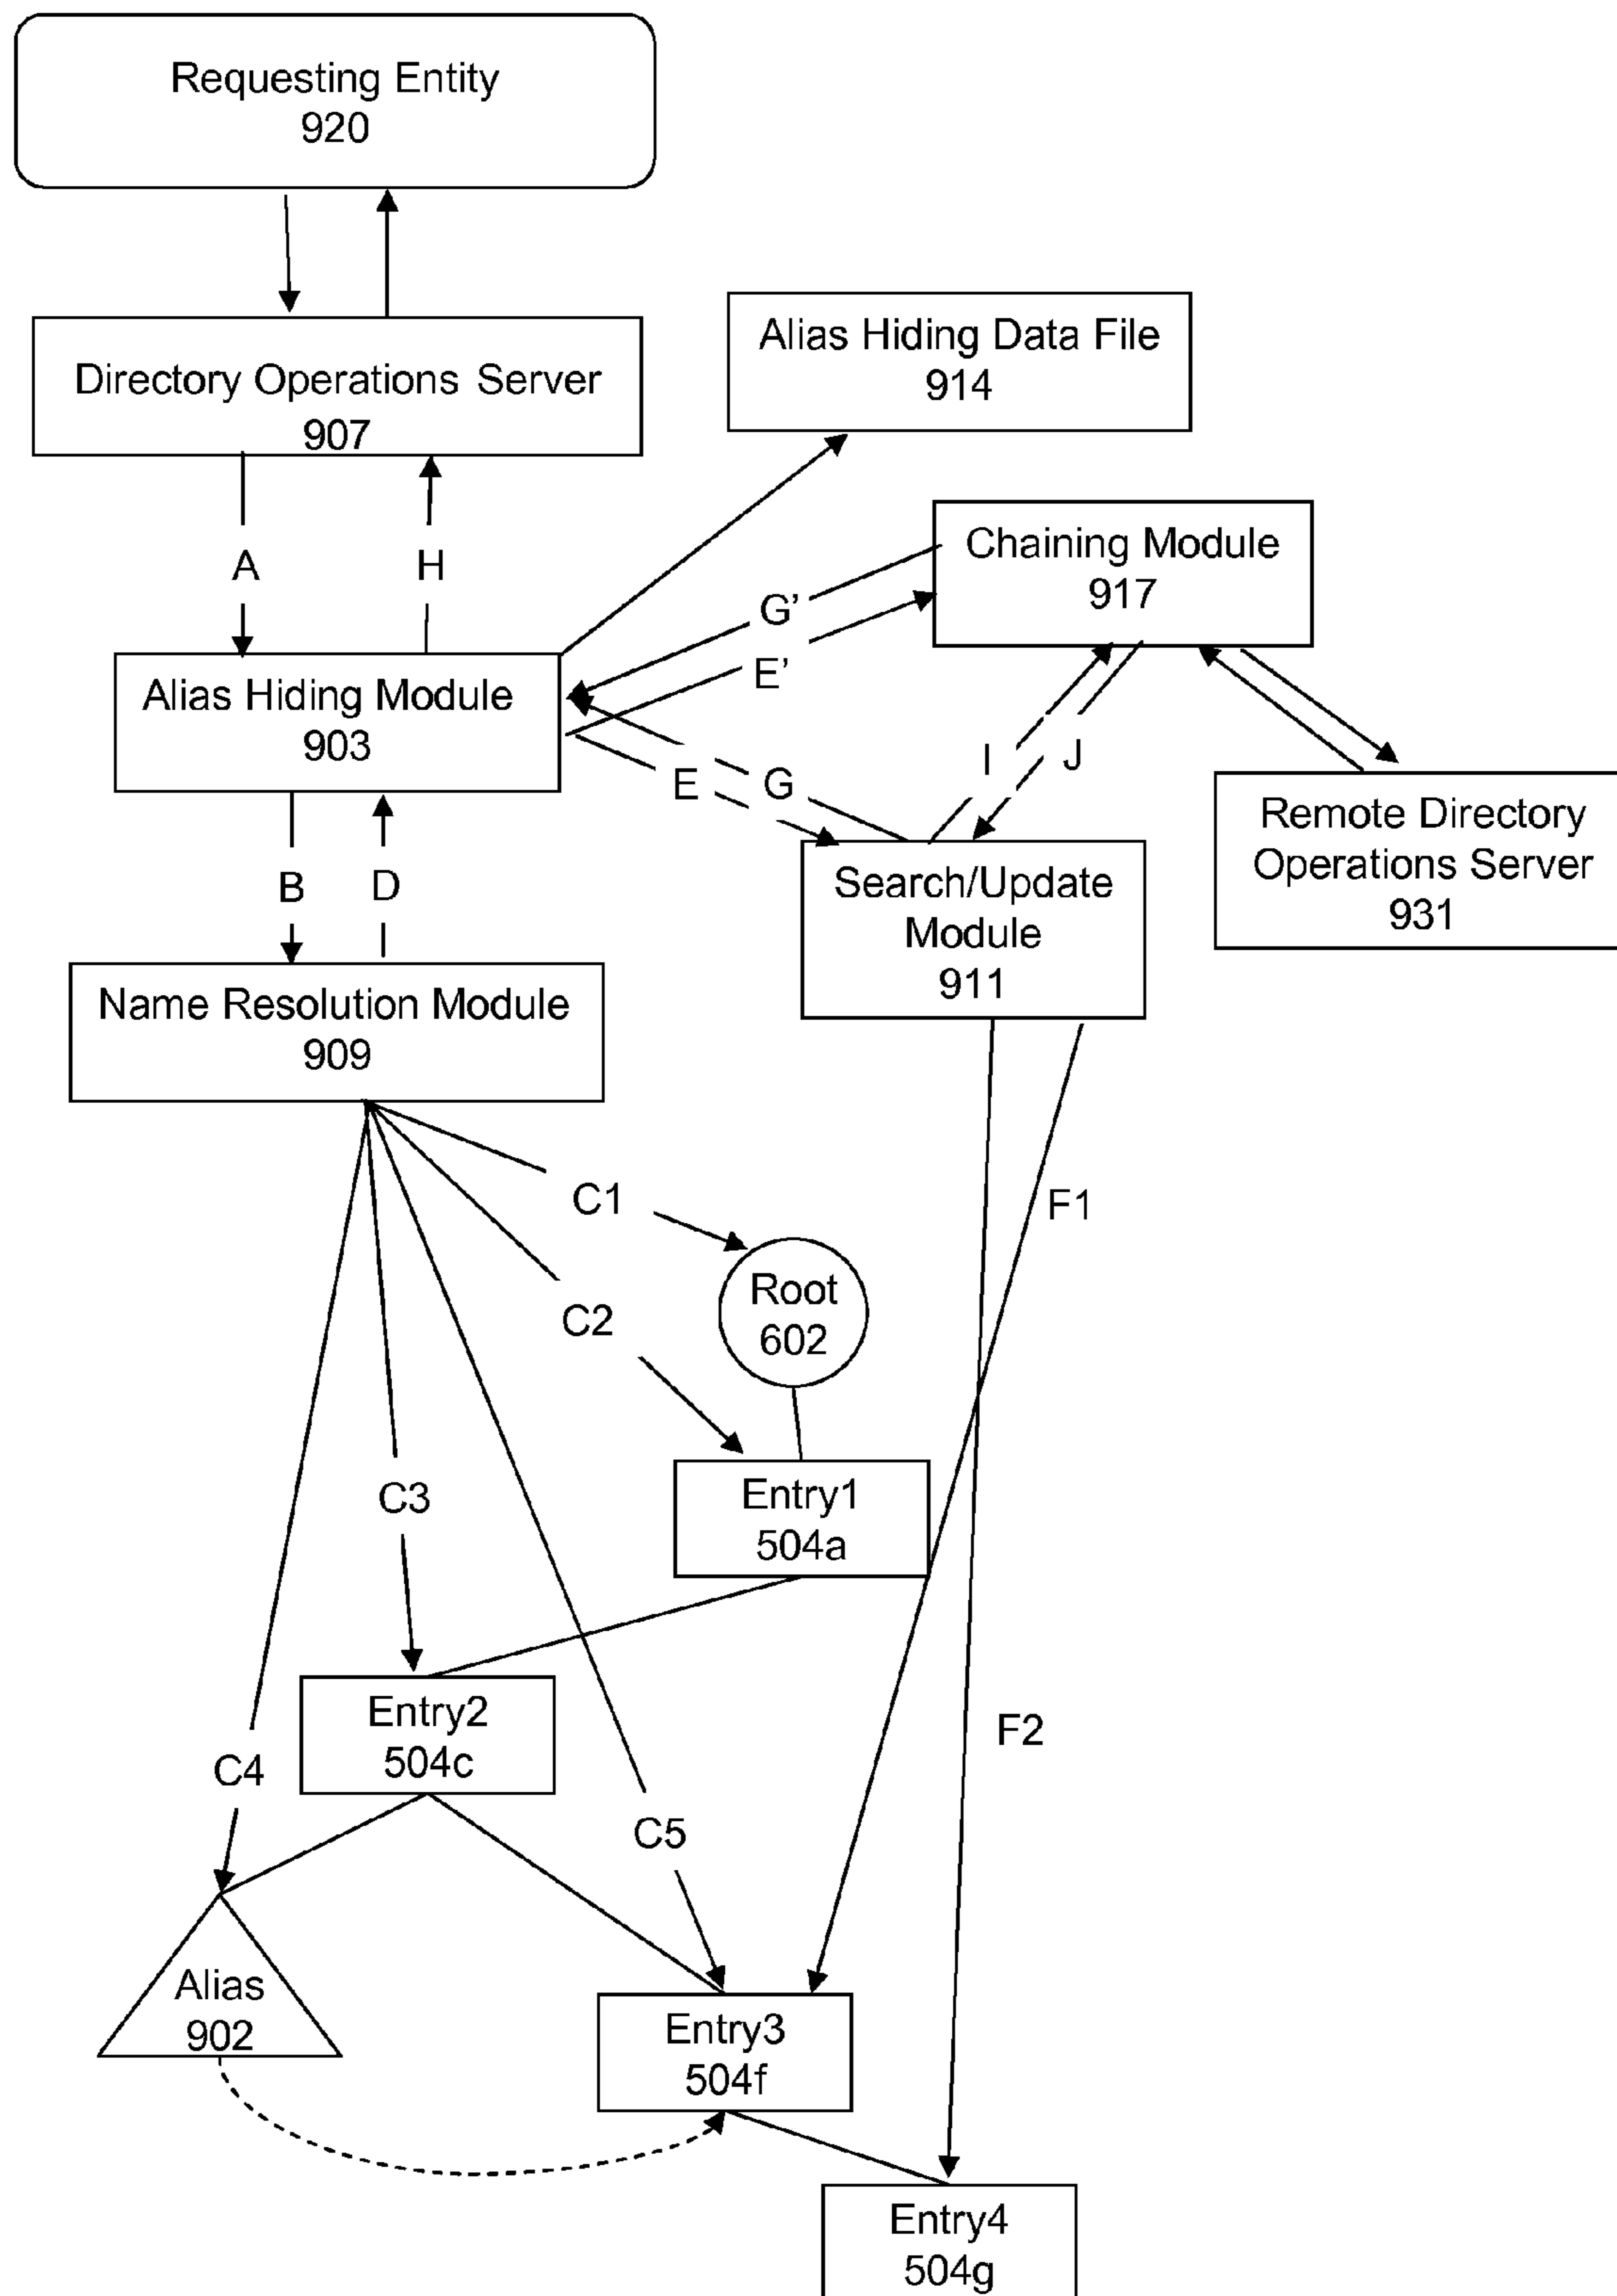 Requesting Entity
920
Directory Operations Server
907
Alias Hiding Data File
914
A
H
Chaining Module
917
G’
E’
Alias Hiding Module
903
E
G
I
J
Remote Directory
Operations Server
931
B
D
Search/Update
Module
911
Name Resolution Module
909
C1
F1
Root
602
C2
C3
Entry1
504a
Entry2
504c
F2
C4
C5
Alias
902
Entry3
504f
Entry4
504g